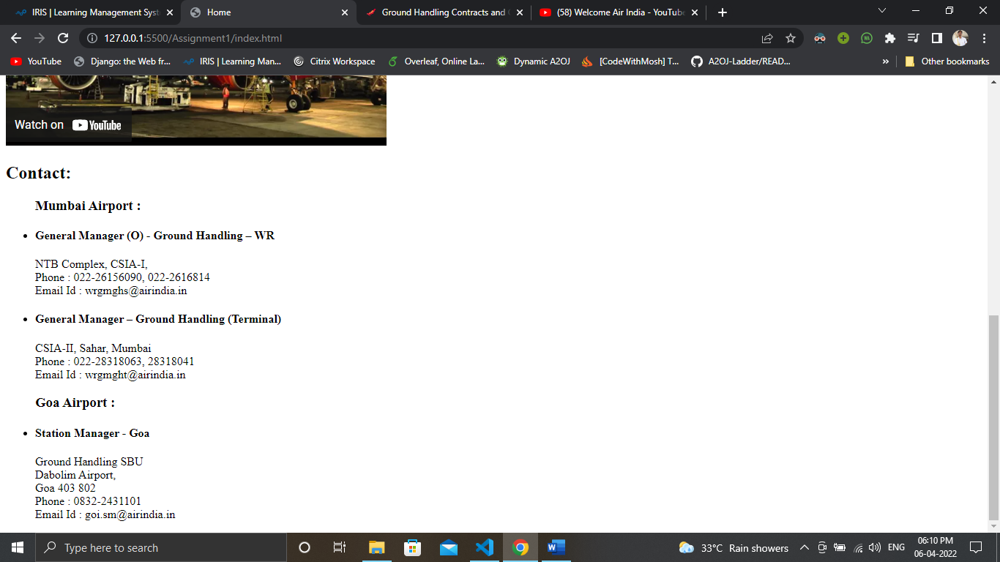 IRIS | Learning Management Syst
Home
Ground Handling Contracts and
(58) Welcome Air India - YouTube
127.0.0.1:5500/Assignment1/index.html
YouTube
Django: the Web fr...
IRIS | Learning Man...
Citrix Workspace
Overleaf, Online La...
Dynamic A2OJ
[CodeWithMosh] T...
A2OJ-Ladder/READ...
»
Other bookmarks
Watch on YouTube
Contact:
Mumbai Airport :
• General Manager (O) - Ground Handling – WR
NTB Complex, CSIA-I,
Phone : 022-26156090, 022-2616814
Email Id : wrgmghs@airindia.in
• General Manager – Ground Handling (Terminal)
CSIA-II, Sahar, Mumbai
Phone : 022-28318063, 28318041
Email Id : wrgmght@airindia.in
Goa Airport :
• Station Manager - Goa
Ground Handling SBU
Dabolim Airport,
Goa 403 802
Phone : 0832-2431101
Email Id : goi.sm@airindia.in
Type here to search
33°C Rain showers
ENG
06:10 PM
06-04-2022